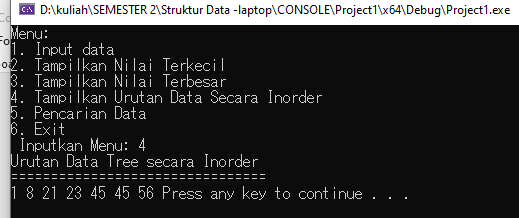 D:\kuliah\SEMESTER 2\Struktur Data -laptop\CONSOLE\Project1\x64\Debug\Project1.exe
Menu:
1. Input data
2. Tampilkan Nilai Terkecil
3. Tampilkan Nilai Terbesar
4. Tampilkan Urutan Data Secara Inorder
5. Pencarian Data
6. Exit
Inputkan Menu: 4
Urutan Data Tree secara Inorder
================================
1 8 21 23 45 45 56 Press any key to continue . . .